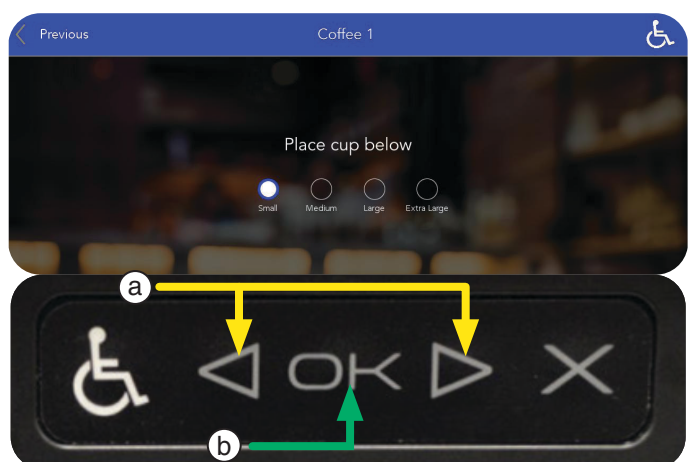 Previous
Coffee 1
Place cup below
Small Medium Large Extra Large
a
OK
b